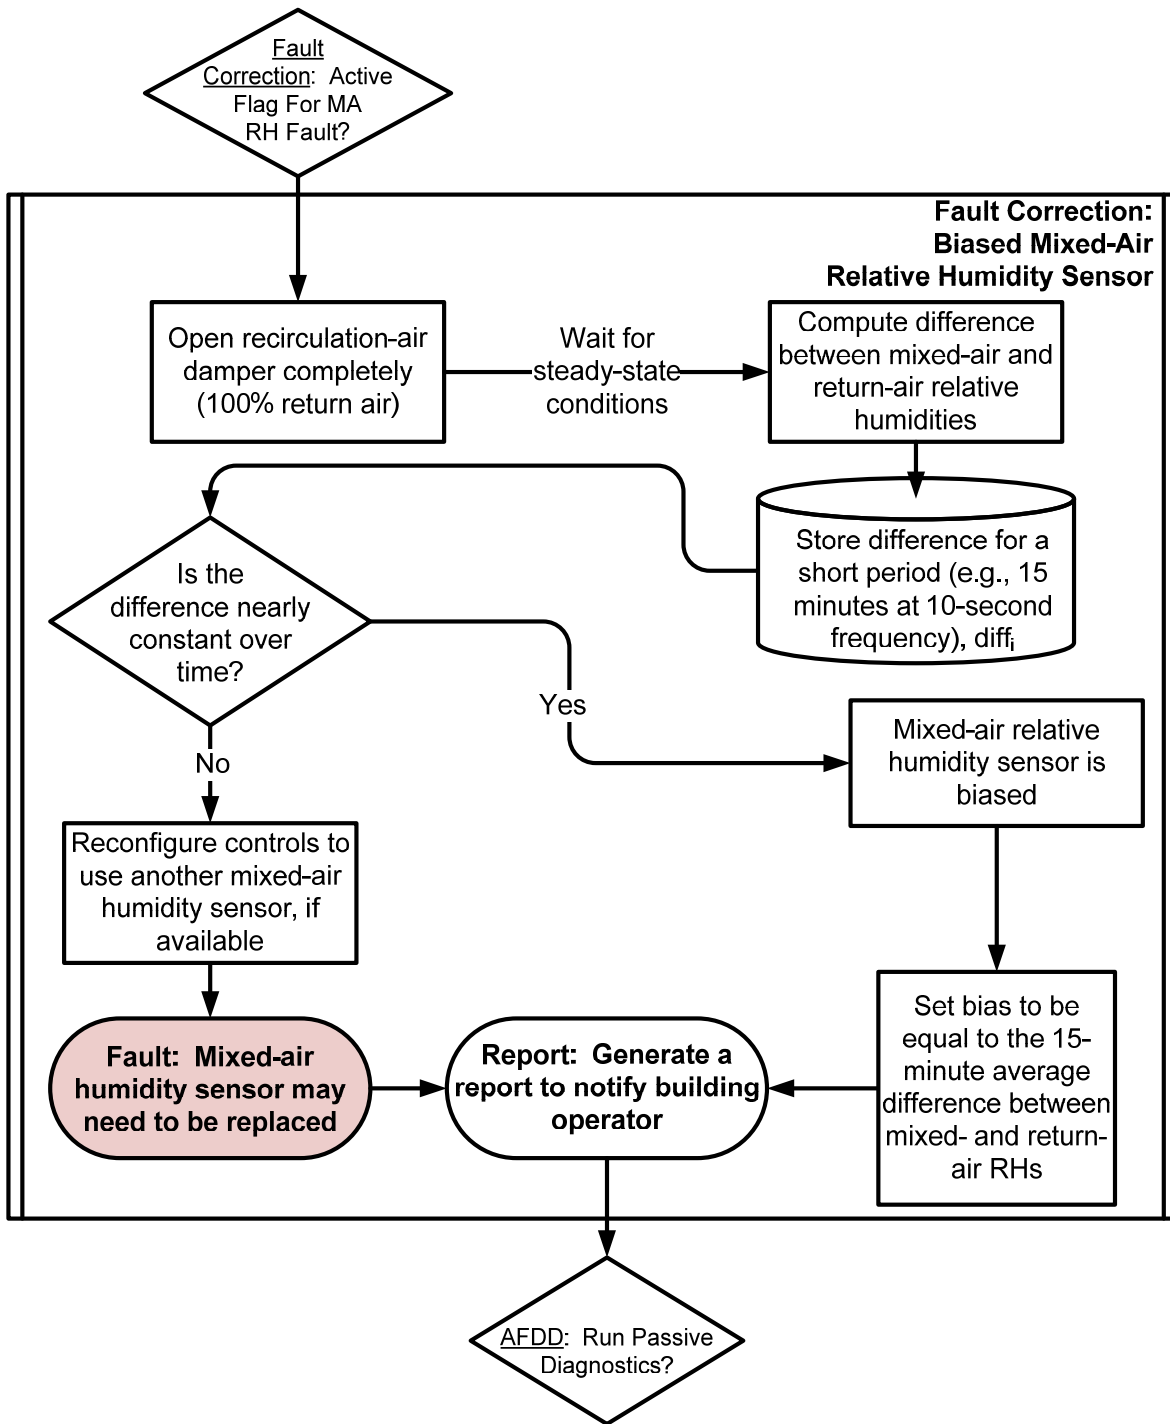 Fault
Correction:  Active
Flag For MA
RH Fault?
Fault Correction:
Biased Mixed-Air
Relative Humidity Sensor
Open recirculation-air
damper completely
(100% return air)
Wait for
steady-state
conditions
Compute difference
between mixed-air and
return-air relative
humidities
Store difference for a
short period (e.g., 15
minutes at 10-second
frequency), diffi
Is the
difference nearly
constant over
time?
Yes
No
Mixed-air relative
humidity sensor is
biased
Reconfigure controls to
use another mixed-air
humidity sensor, if
available
Set bias to be
equal to the 15-
minute average
difference between
mixed- and return-
air RHs
Fault:  Mixed-air
humidity sensor may
need to be replaced
Report:  Generate a
report to notify building
operator
AFDD:  Run Passive
Diagnostics?